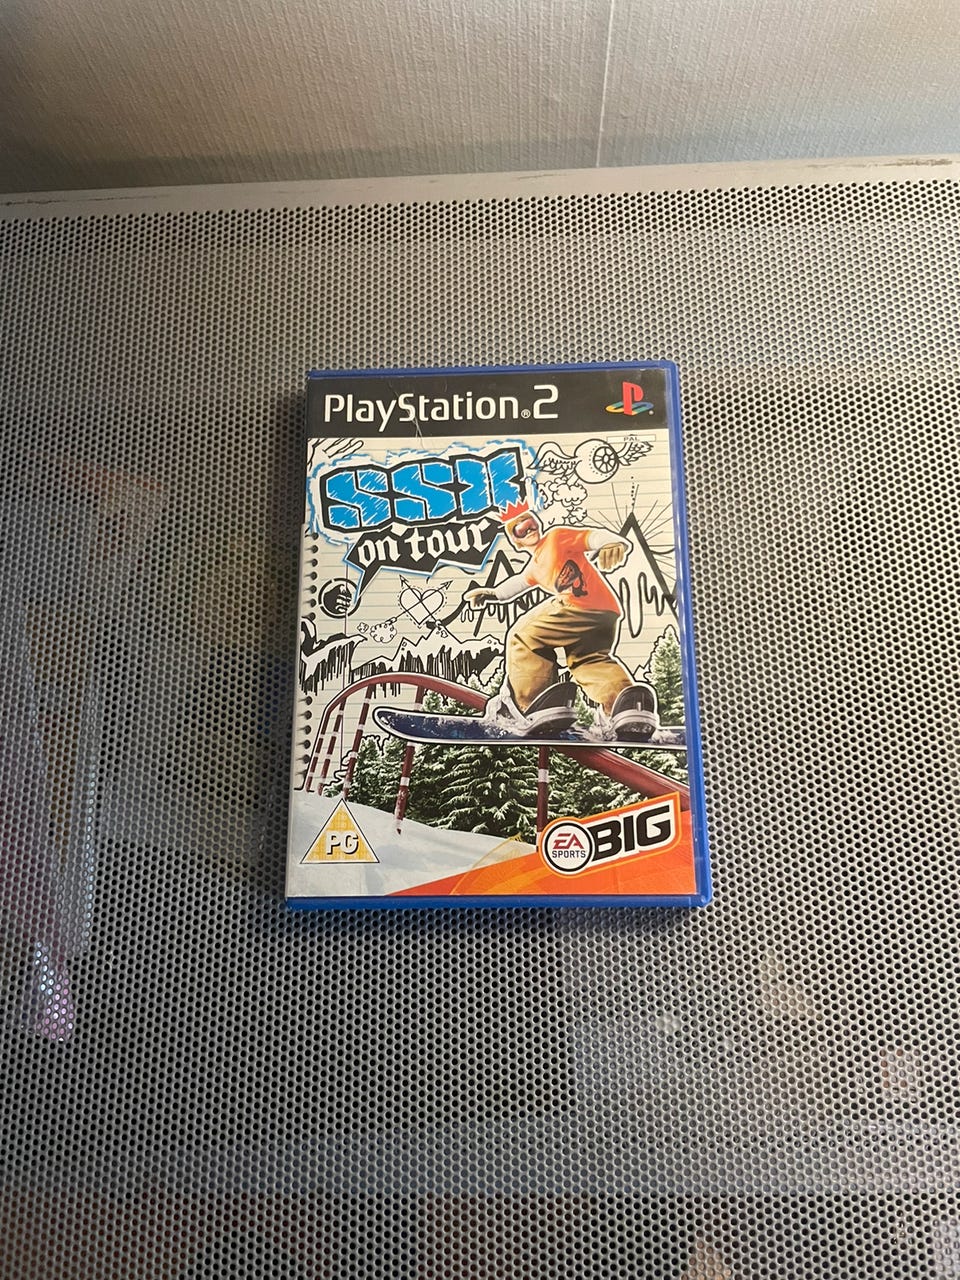 PlayStation®2
PAL
SSX
on tour
PG
EA
SPORTS
BIG